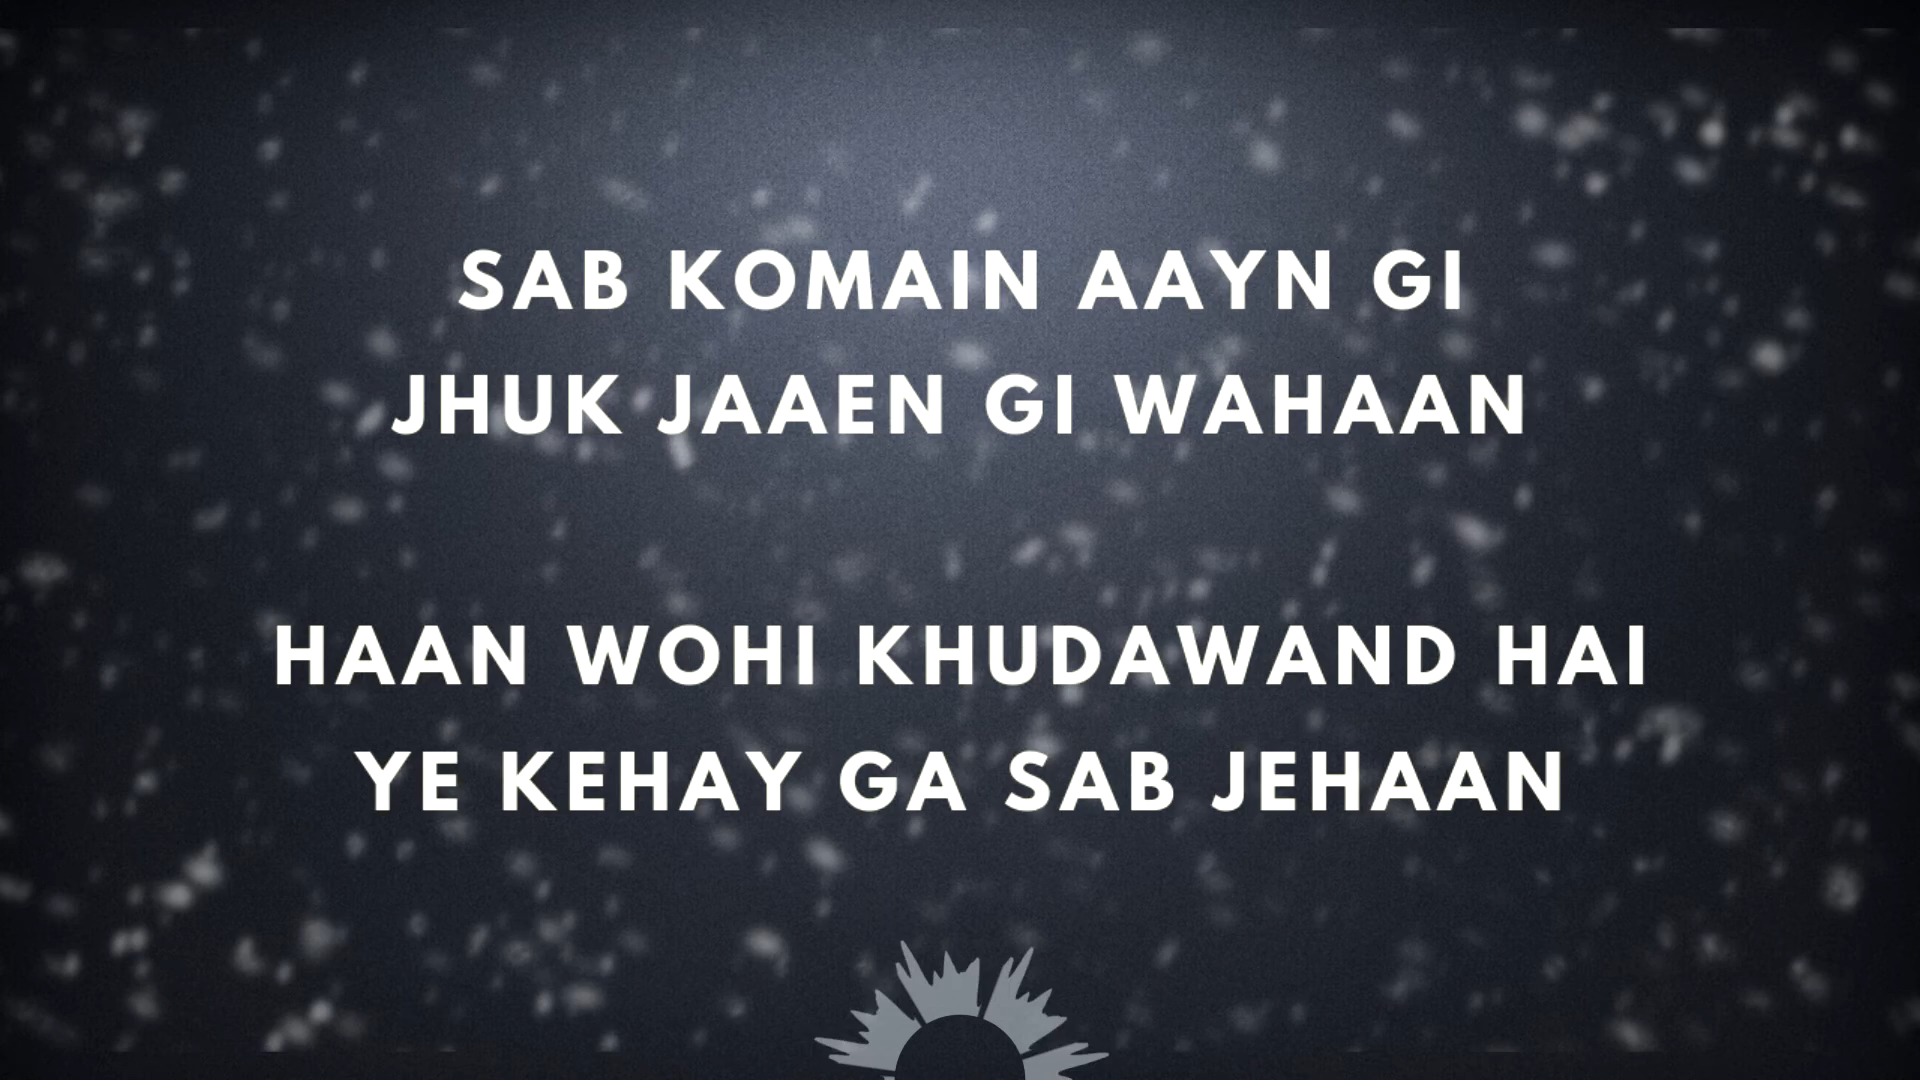 SAB KOMAIN AAYN GI
JHUK JAAEN GI WAHAAN
HAAN WOHI KHUDAWAND HAI
YE KEHAY GA SAB JEHAAN